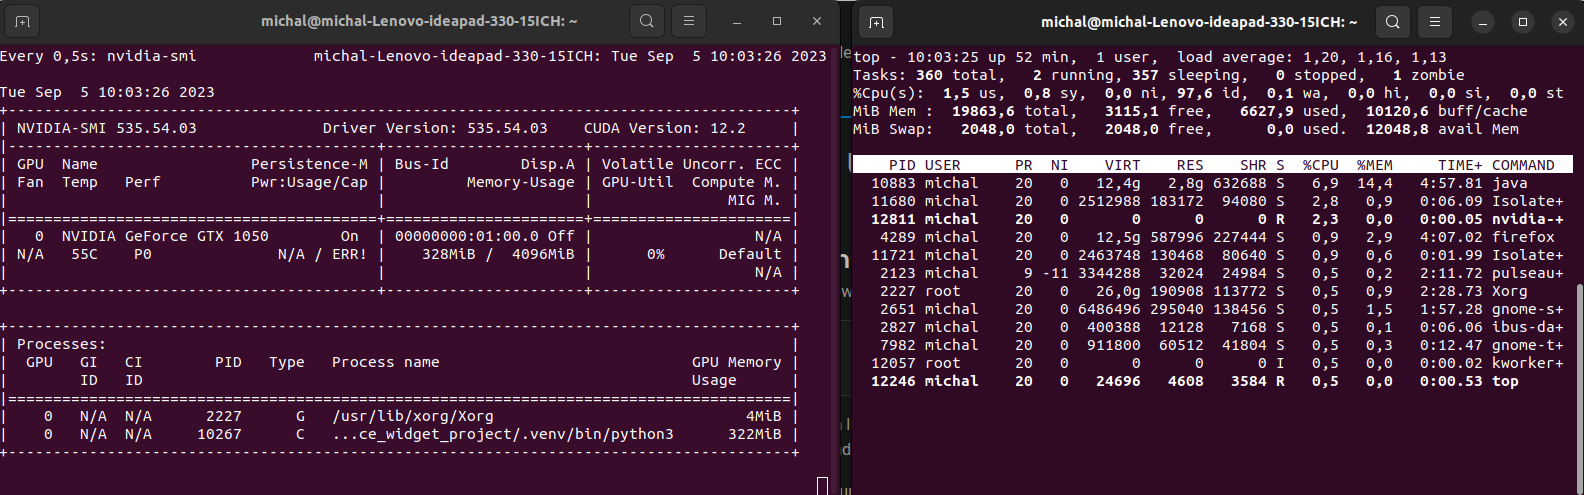 michal@michal-Lenovo-ideapad-330-15ICH: ~
Every 0,5s: nvidia-smi michal-Lenovo-ideapad-330-15ICH: Tue Sep 5 10:03:26 2023
Tue Sep 5 10:03:26 2023
+---------------------------------------------------------------------------------------+
| NVIDIA-SMI 535.54.03 Driver Version: 535.54.03 CUDA Version: 12.2 |
|-----------------------------------------+----------------------+----------------------+
| GPU Name Persistence-M | Bus-Id Disp.A | Volatile Uncorr. ECC |
| Fan Temp Perf Pwr:Usage/Cap | Memory-Usage | GPU-Util Compute M. |
| | | MIG M. |
|=========================================+======================+======================|
| 0 NVIDIA GeForce GTX 1050 On | 00000000:01:00.0 Off | N/A |
| N/A 55C P0 N/A / ERR! | 328MiB / 4096MiB | 0% Default |
| | | N/A |
+-----------------------------------------+----------------------+----------------------+
+---------------------------------------------------------------------------------------+
| Processes: |
| GPU GI CI PID Type Process name GPU Memory |
| ID ID Usage |
|=======================================================================================|
| 0 N/A N/A 2227 G /usr/lib/xorg/Xorg 4MiB |
| 0 N/A N/A 10267 C ...ce_widget_project/.venv/bin/python3 322MiB |
+---------------------------------------------------------------------------------------+
michal@michal-Lenovo-ideapad-330-15ICH: ~
top - 10:03:25 up 52 min, 1 user, load average: 1,20, 1,16, 1,13
Tasks: 360 total, 2 running, 357 sleeping, 0 stopped, 1 zombie
%Cpu(s): 1,5 us, 0,8 sy, 0,0 ni, 97,6 id, 0,1 wa, 0,0 hi, 0,0 si, 0,0 st
MiB Mem : 19863,6 total, 3115,1 free, 6627,9 used, 10120,6 buff/cache
MiB Swap: 2048,0 total, 2048,0 free, 0,0 used. 12048,8 avail Mem
PID USER PR NI VIRT RES SHR S %CPU %MEM TIME+ COMMAND
10883 michal 20 0 12,4g 2,8g 632688 S 6,9 14,4 4:57.81 java
11680 michal 20 0 2512988 183172 94080 S 2,8 0,9 0:06.09 Isolate+
12811 michal 20 0 0 0 0 R 2,3 0,0 0:00.05 nvidia-+
4289 michal 20 0 12,5g 587996 227444 S 0,9 2,9 4:07.02 firefox
11721 michal 20 0 2463748 130468 80640 S 0,9 0,6 0:01.99 Isolate+
2123 michal 9 -11 3344288 32024 24984 S 0,5 0,2 2:11.72 pulseau+
2227 root 20 0 26,0g 190908 113772 S 0,5 0,9 2:28.73 Xorg
2651 michal 20 0 6486496 295040 138456 S 0,5 1,5 1:57.28 gnome-s+
2827 michal 20 0 400388 12128 7168 S 0,5 0,1 0:06.06 ibus-da+
7982 michal 20 0 911800 60512 41804 S 0,5 0,3 0:12.47 gnome-t+
12057 root 20 0 0 0 0 I 0,5 0,0 0:00.02 kworker+
12246 michal 20 0 24696 4608 3584 R 0,5 0,0 0:00.53 top